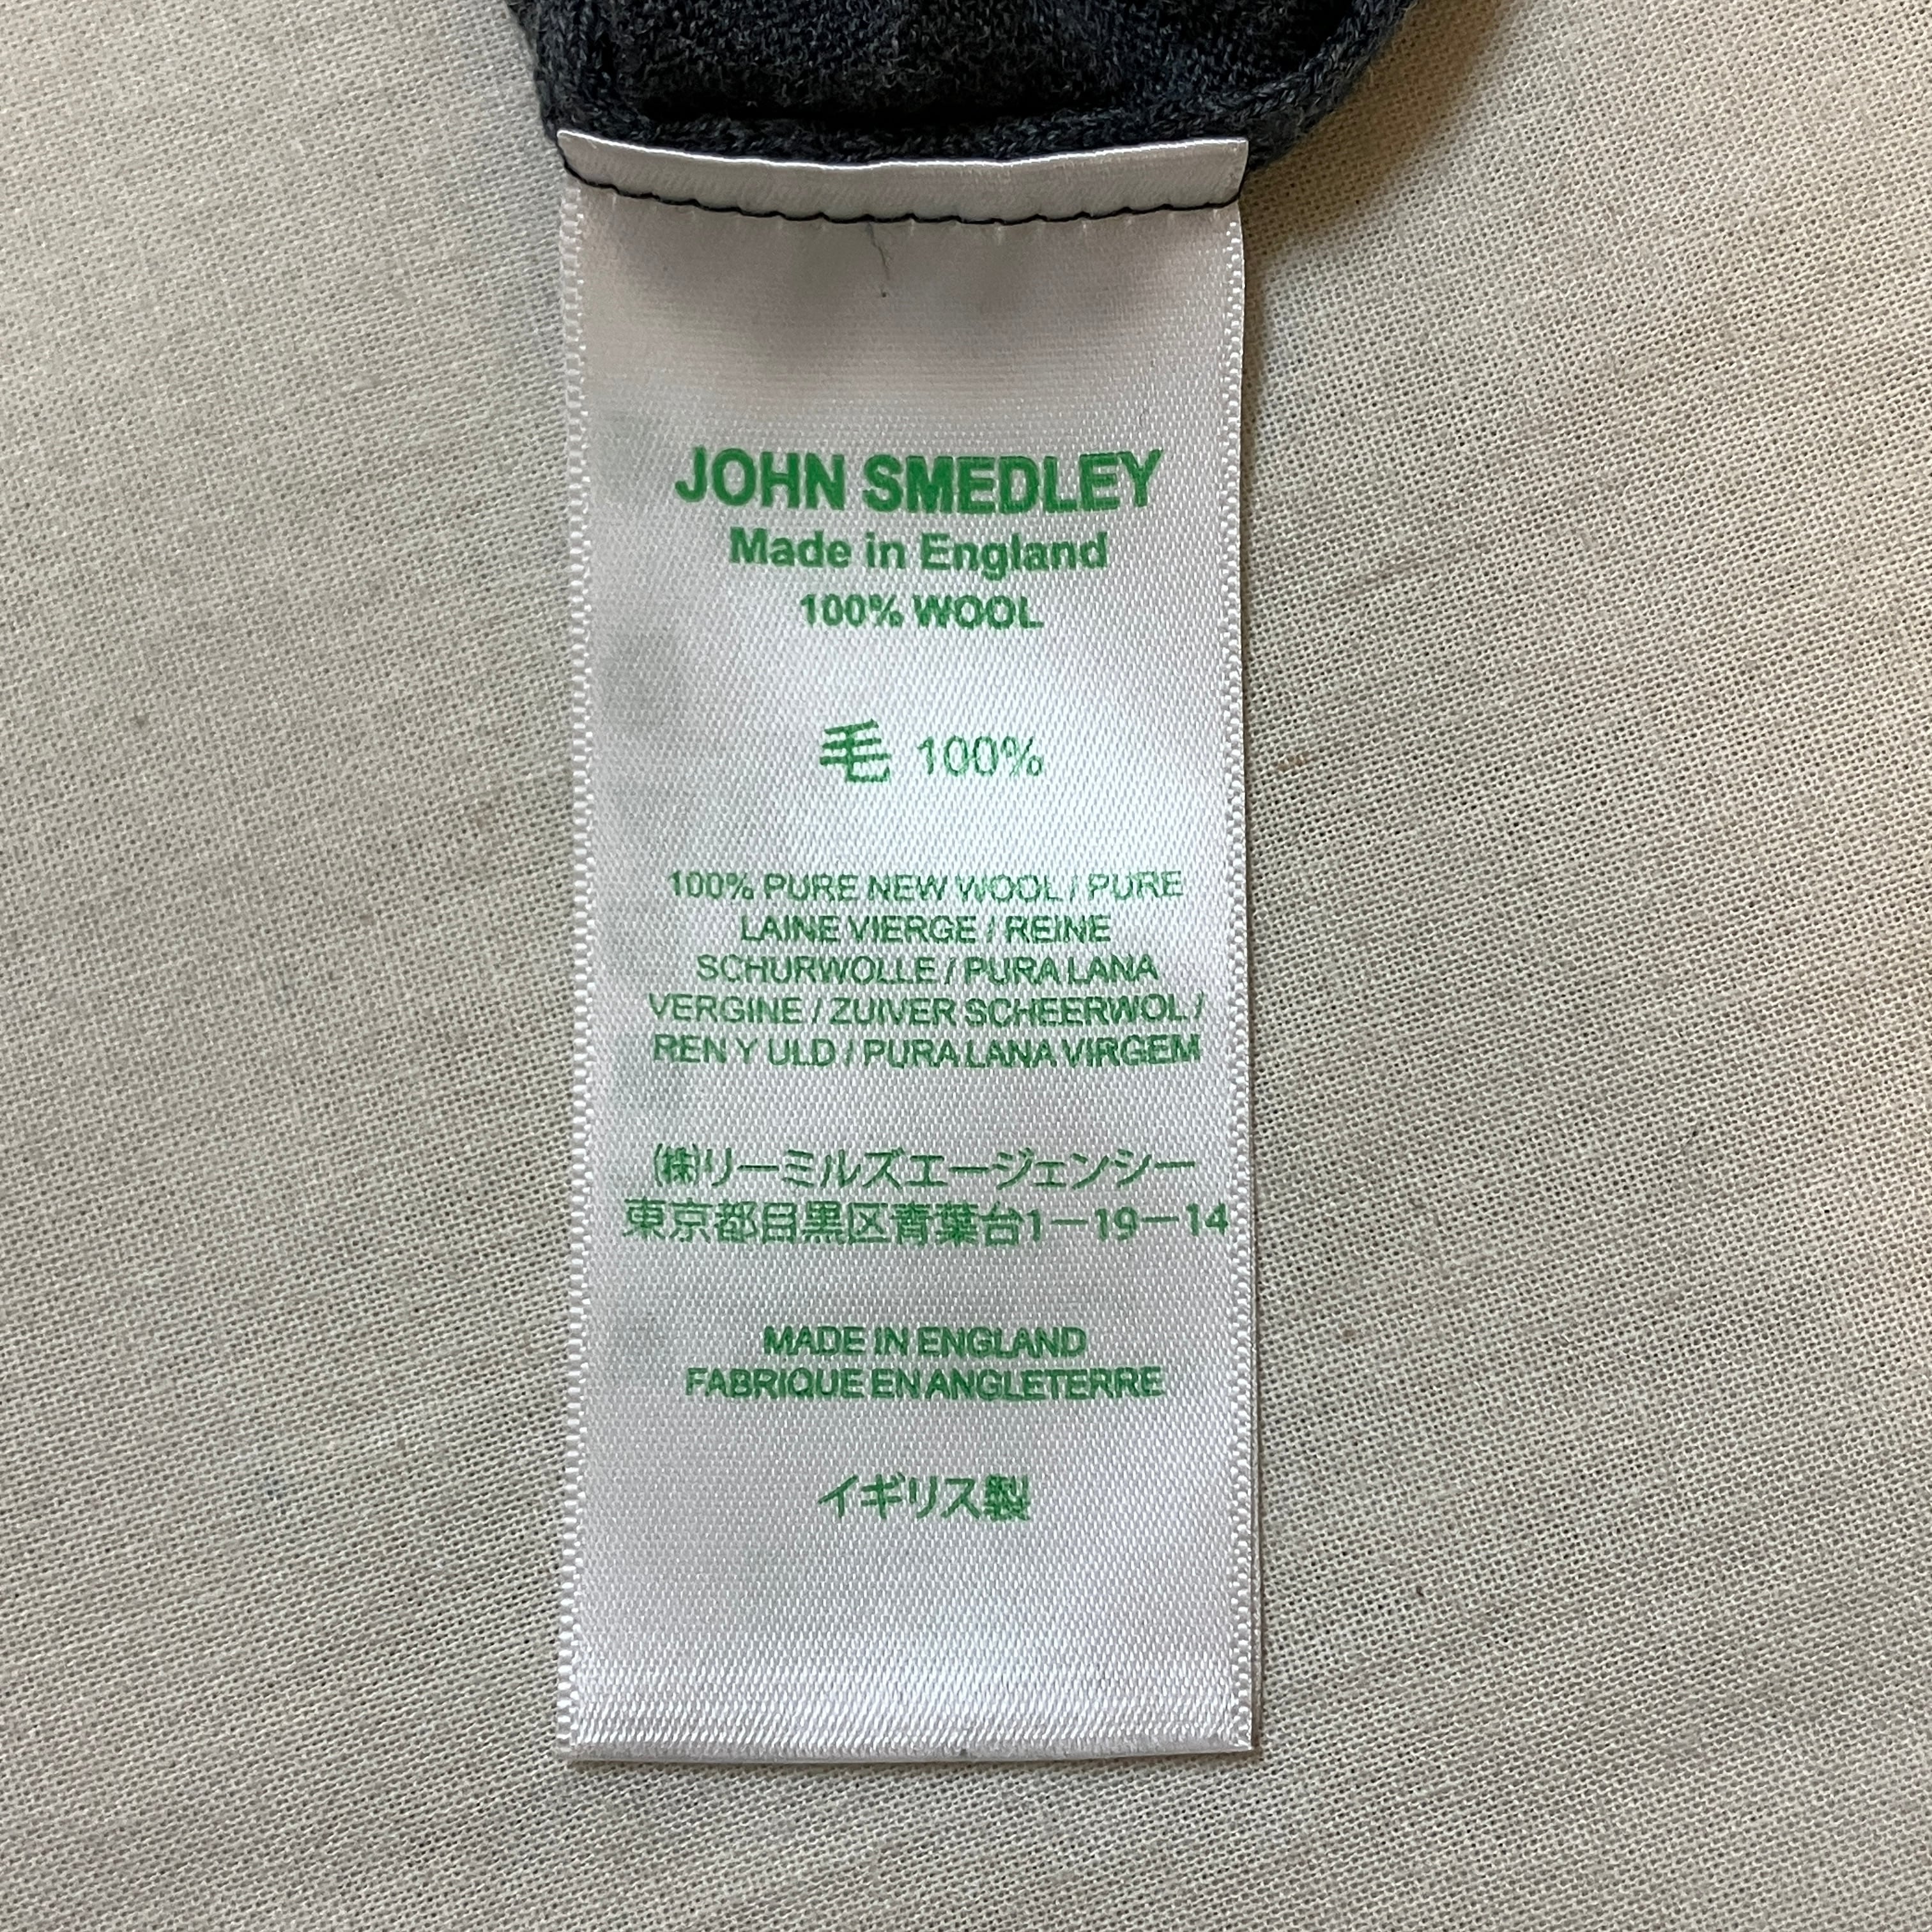 JOHN SMEDLEY
Made in England
100% WOOL
毛 100%
100% PURE NEW WOOL / PURE
LAINE VIERGE / REINE
SCHURWOLLE / PURA LANA
VERGINE / ZUIVER SCHEERWOL /
REN Y ULD / PURA LANA VIRGEM
(株)リーミルズエージェンシー
東京都目黒区青葉台1-19-14
MADE IN ENGLAND
FABRIQUE EN ANGLETERRE
イギリス製